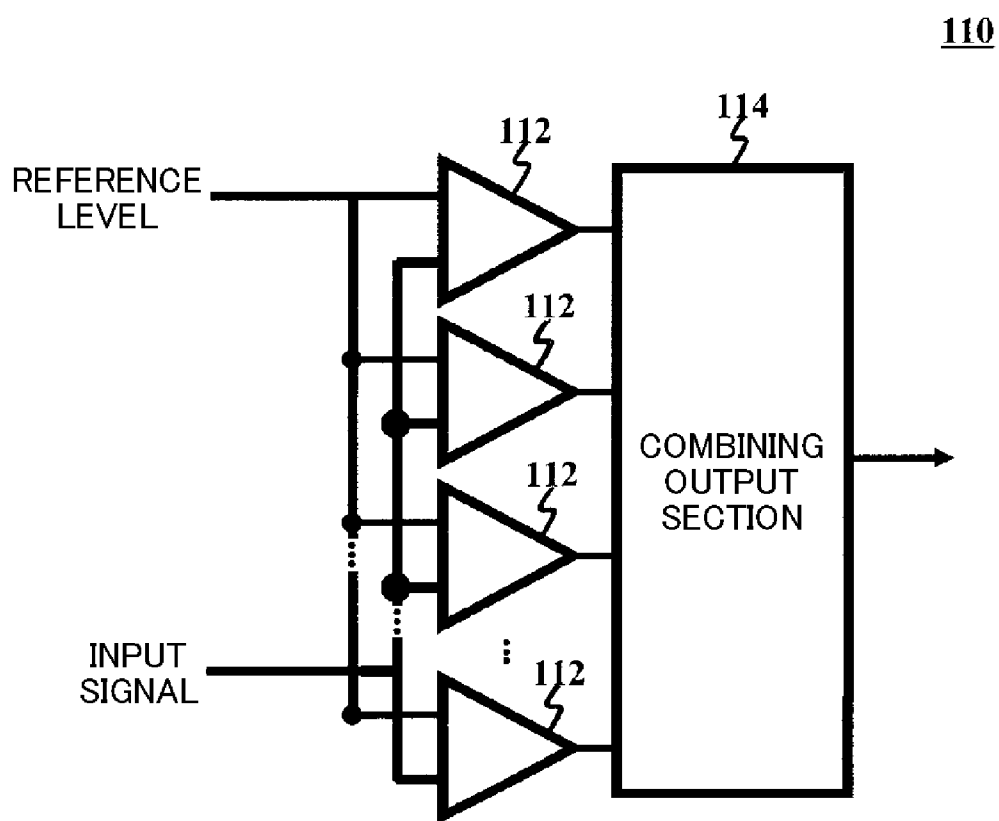 110
114
112
REFERENCE
LEVEL
112
112
COMBINING
OUTPUT
SECTION
INPUT
SIGNAL
112